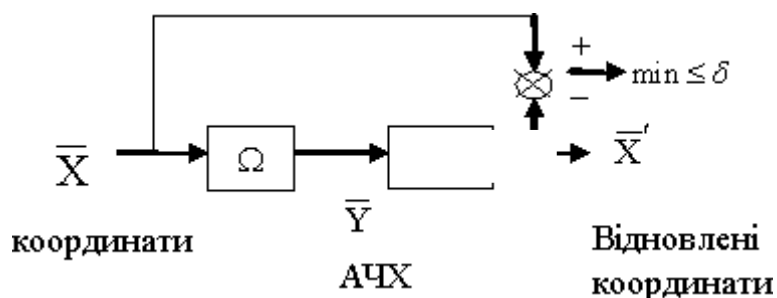 +
min ≤ δ
−
X̅
Ω
X̅′
Y̅
координати
АЧХ
Відновлені
координати